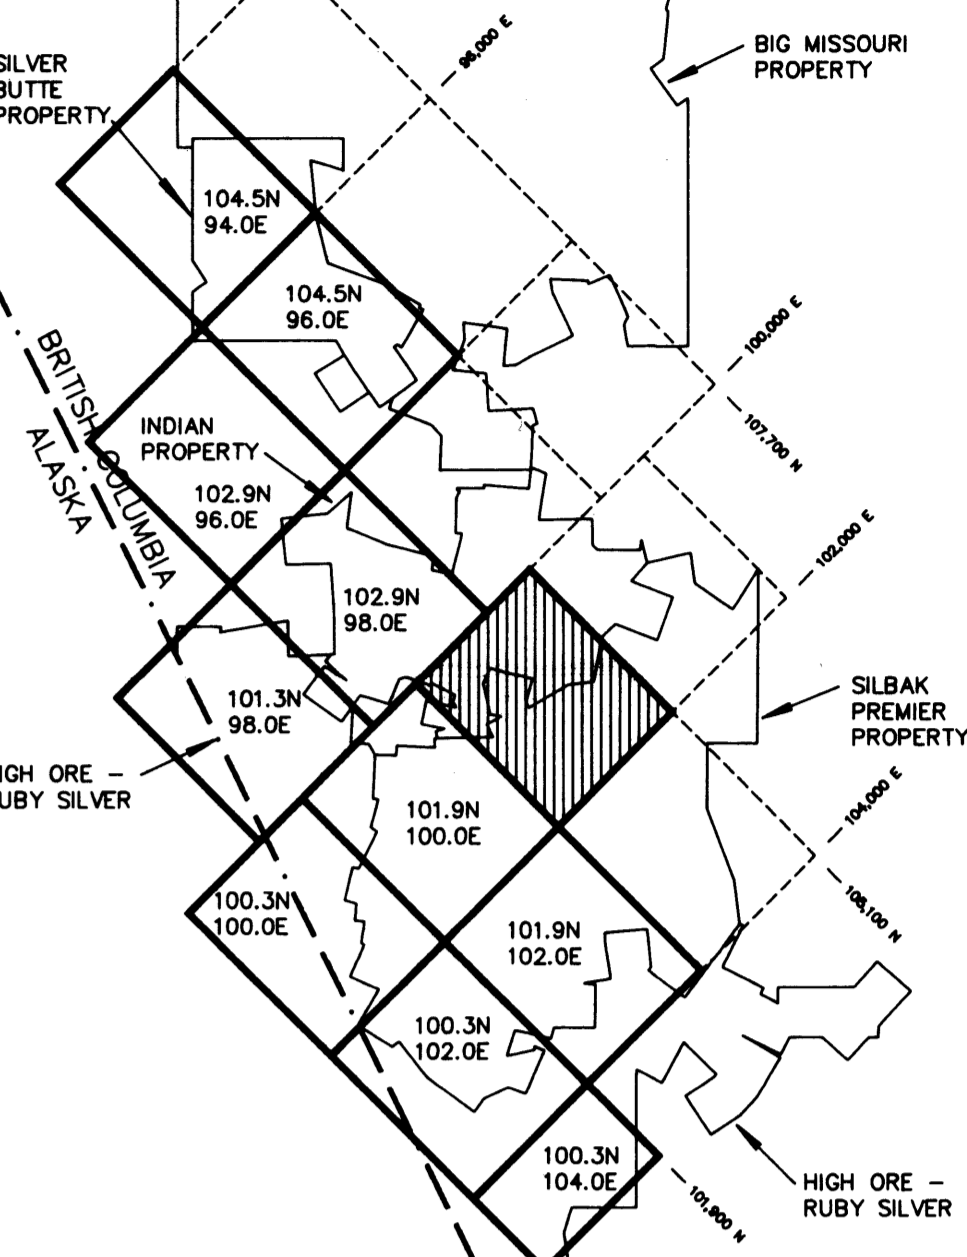 96,000 E
BIG MISSOURI
PROPERTY
SILVER
BUTTE
PROPERTY
104.5N
94.0E
104.5N
96.0E
100,000 E
107,700 N
BRITISH COLUMBIA
ALASKA
INDIAN
PROPERTY
102.9N
96.0E
102,000 E
102.9N
98.0E
101.3N
98.0E
SILBAK
PREMIER
PROPERTY
IGH ORE -
UBY SILVER
101.9N
100.0E
104,000 E
100.3N
100.0E
101.9N
102.0E
100.3N
102.0E
100.3N
104.0E
101,900 N
HIGH ORE -
RUBY SILVER